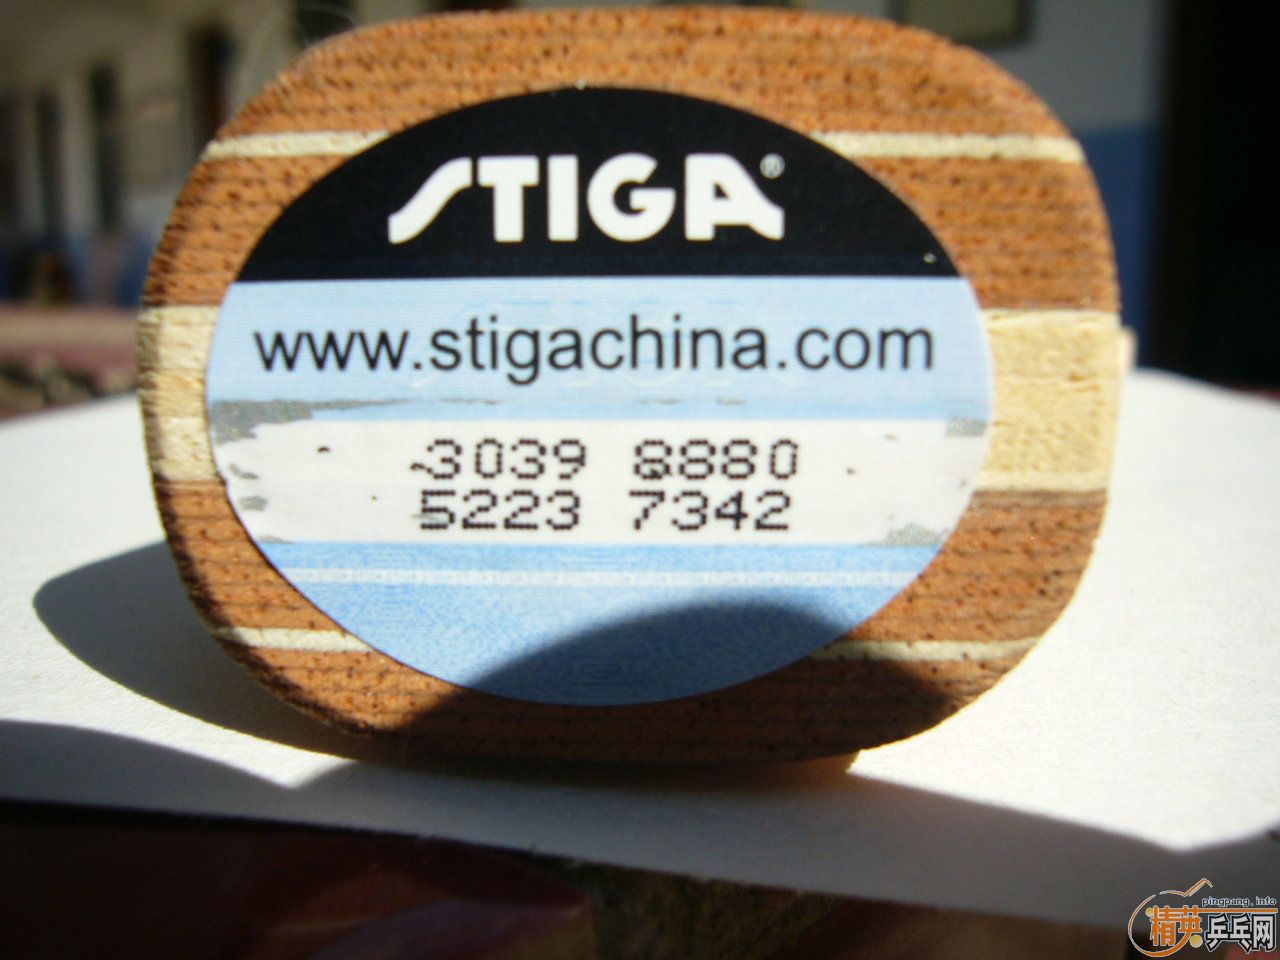 STIGA®
www.stigachina.com
3039 8880
5223 7342
pingpang.info
精英乒乓网